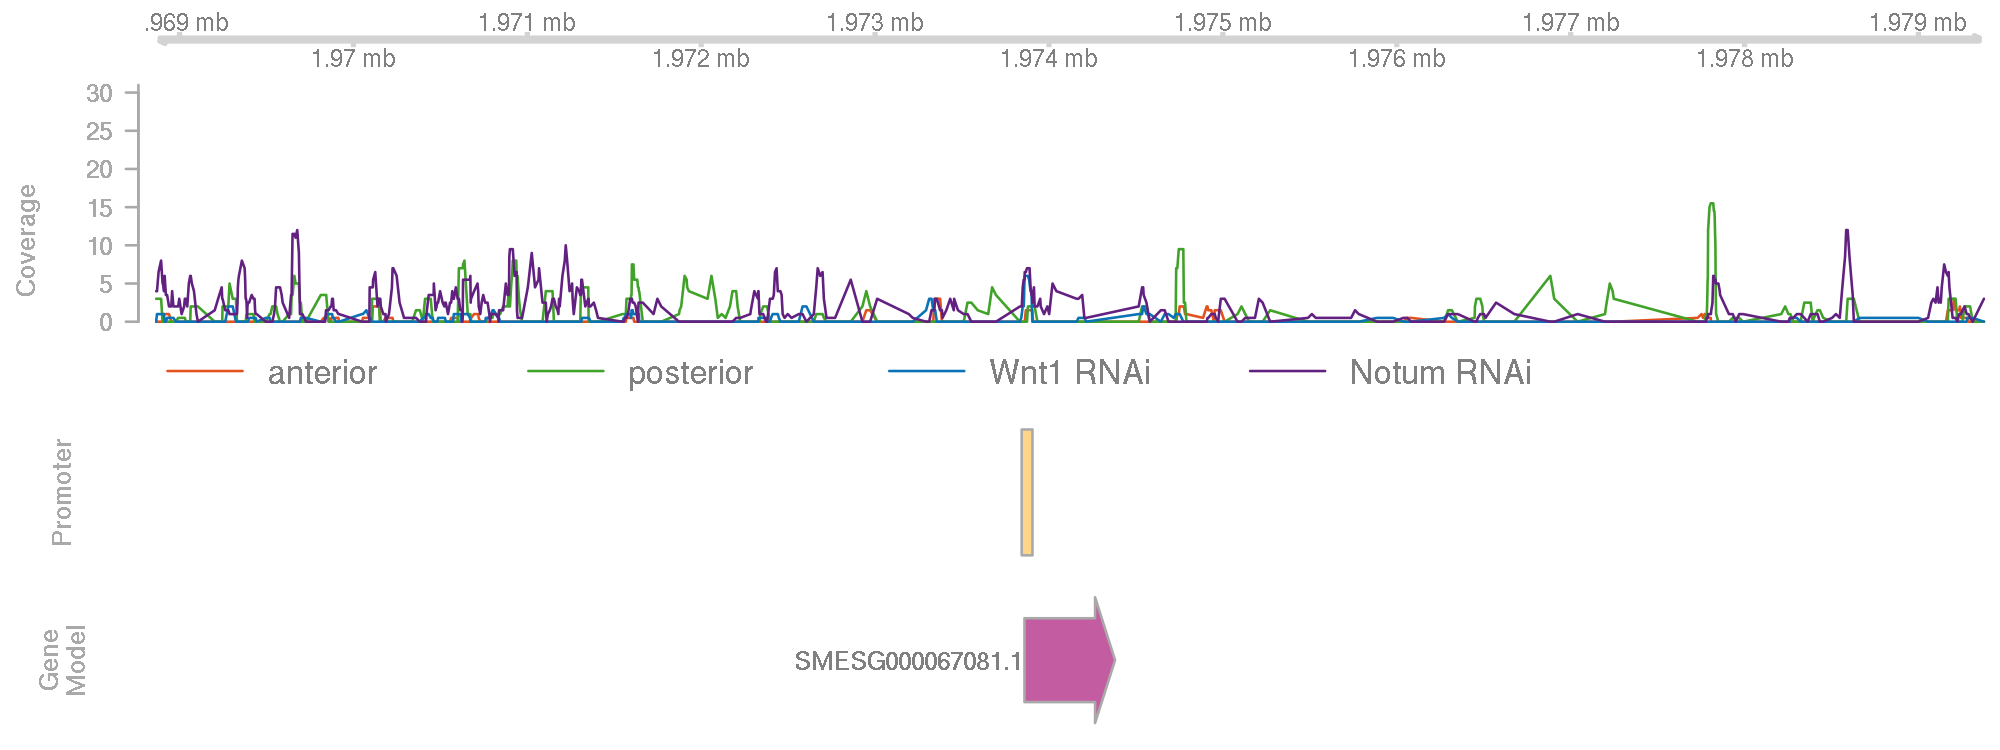 .969 mb 1.971 mb 1.973 mb 1.975 mb 1.977 mb 1.979 mb
1.97 mb 1.972 mb 1.974 mb 1.976 mb 1.978 mb
Coverage
30
25
20
15
10
5
0
anterior posterior Wnt1 RNAi Notum RNAi
Promoter
Gene
Model
SMESG000067081.1